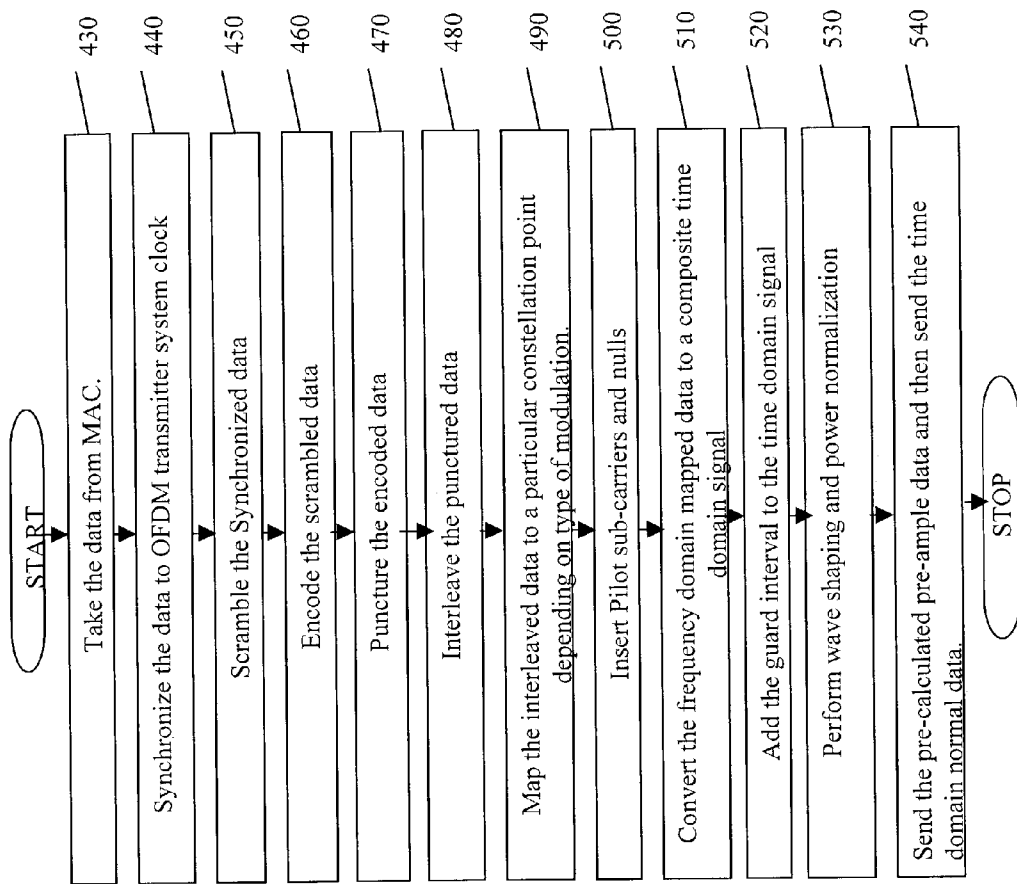 START
Take the data from MAC.
430
Synchronize the data to OFDM transmitter system clock
440
Scramble the Synchronized data
450
Encode the scrambled data
460
Puncture the encoded data
470
Interleave the punctured data
480
Map the interleaved data to a particular constellation point
depending on type of modulation.
490
Insert Pilot sub-carriers and nulls
500
Convert the frequency domain mapped data to a composite time
domain signal
510
Add the guard interval to the time domain signal
520
Perform wave shaping and power normalization
530
Send the pre-calculated pre-ample data and then send the time
domain normal data.
540
STOP